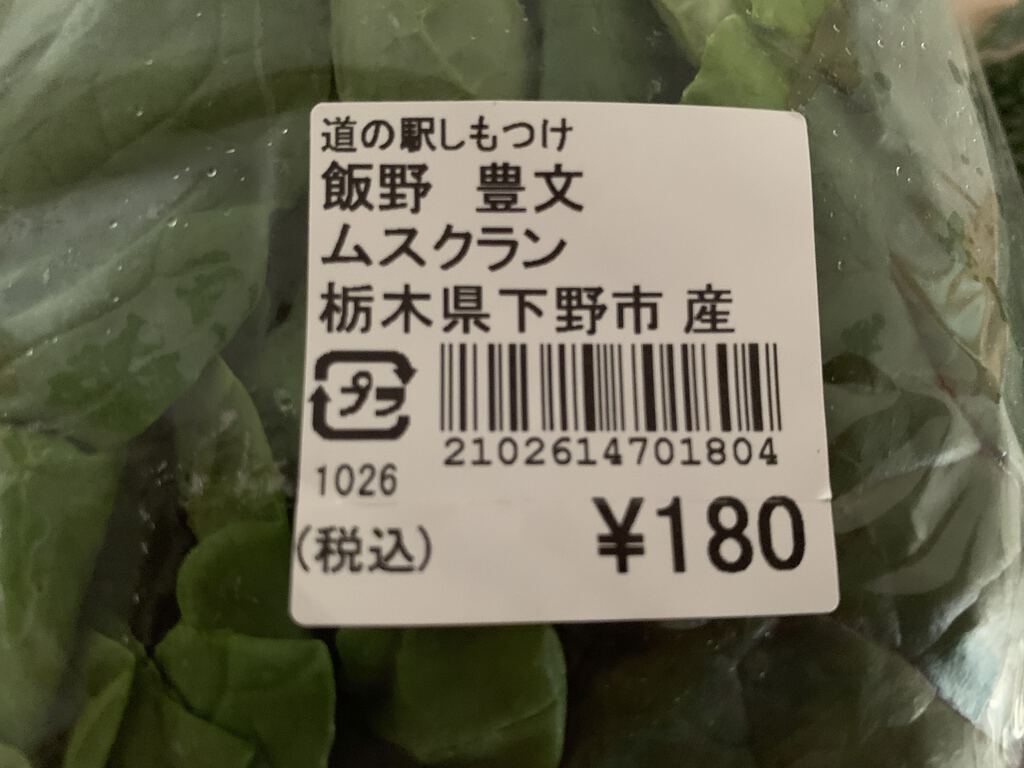 道の駅しもつけ
飯野 豊文
ムスクラン
栃木県下野市 産
プラ
2102614701804
1026
(税込) ¥180